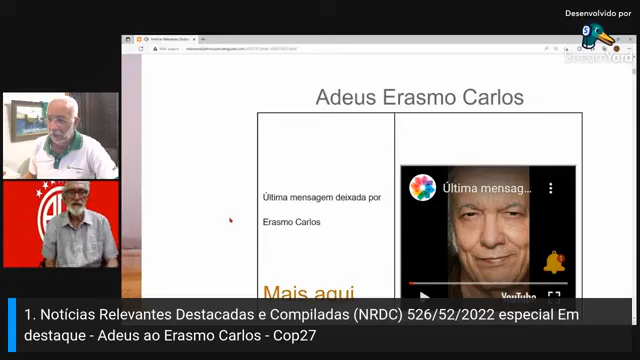 Desenvolvido por
StreamYard
Adeus Erasmo Carlos
Última mensagem deixada por
Erasmo Carlos
Última mensag...
Mais aqui
YouTube
1. Notícias Relevantes Destacadas e Compiladas (NRDC) 526/52/2022 especial Em
destaque - Adeus ao Erasmo Carlos - Cop27